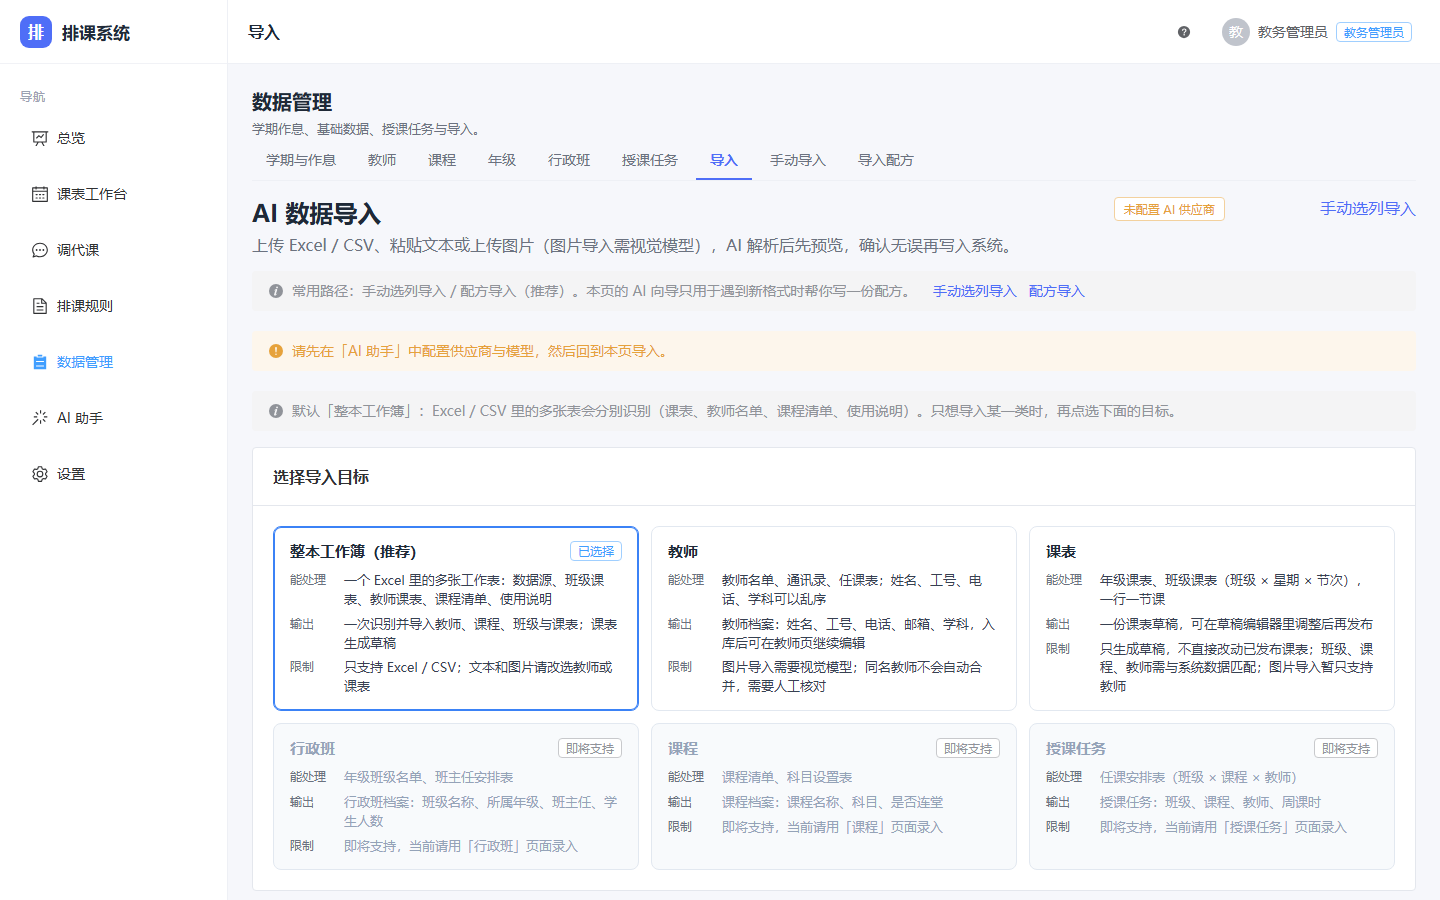 排 排课系统
导入
教 教务管理员 教务管理员
导航
总览
课表工作台
调代课
排课规则
数据管理
AI 助手
设置
数据管理
学期作息、基础数据、授课任务与导入。
学期与作息 教师 课程 年级 行政班 授课任务 导入 手动导入 导入配方
AI 数据导入
未配置 AI 供应商
手动选列导入
上传 Excel / CSV、粘贴文本或上传图片（图片导入需视觉模型），AI 解析后先预览，确认无误再写入系统。
常用路径：手动选列导入 / 配方导入（推荐）。本页的 AI 向导只用于遇到新格式时帮你写一份配方。 手动选列导入 配方导入
请先在「AI 助手」中配置供应商与模型，然后回到本页导入。
默认「整本工作簿」：Excel / CSV 里的多张表会分别识别（课表、教师名单、课程清单、使用说明）。只想导入某一类时，再点选下面的目标。
选择导入目标
整本工作簿（推荐） 已选择
能处理 一个 Excel 里的多张工作表：数据源、班级课
表、教师课表、课程清单、使用说明
输出 一次识别并导入教师、课程、班级与课表；课表
生成草稿
限制 只支持 Excel / CSV；文本和图片请改选教师或
课表
教师
能处理 教师名单、通讯录、任课表；姓名、工号、电
话、学科可以乱序
输出 教师档案：姓名、工号、电话、邮箱、学科，入
库后可在教师页继续编辑
限制 图片导入需要视觉模型；同名教师不会自动合
并，需要人工核对
课表
能处理 年级课表、班级课表（班级 × 星期 × 节次），
一行一节课
输出 一份课表草稿，可在草稿编辑器里调整后再发布
限制 只生成草稿，不直接改动已发布课表；班级、课
程、教师需与系统数据匹配；图片导入暂只支持
教师
行政班 即将支持
能处理 年级班级名单、班主任安排表
输出 行政班档案：班级名称、所属年级、班主任、学
生人数
限制 即将支持，当前请用「行政班」页面录入
课程 即将支持
能处理 课程清单、科目设置表
输出 课程档案：课程名称、科目、是否连堂
限制 即将支持，当前请用「课程」页面录入
授课任务 即将支持
能处理 任课安排表（班级 × 课程 × 教师）
输出 授课任务：班级、课程、教师、周课时
限制 即将支持，当前请用「授课任务」页面录入